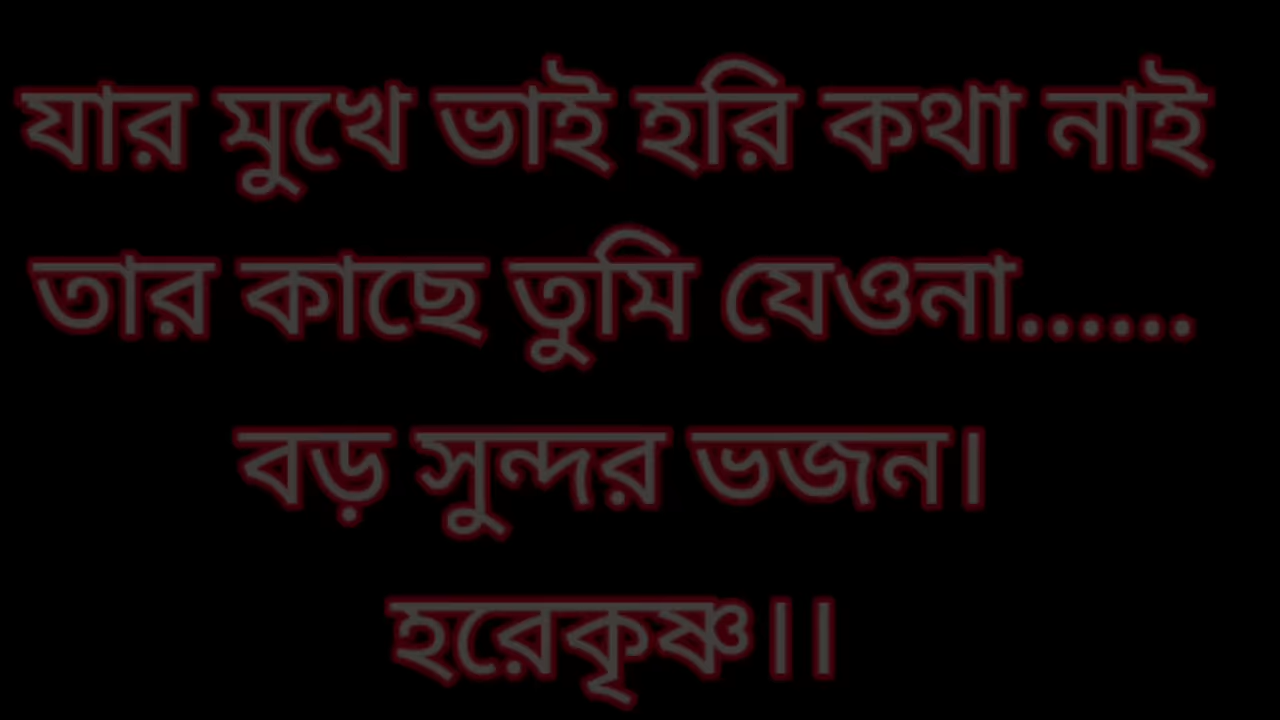 যার মুখে ভাই হরি কথা নাই
তার কাছে তুমি যেওনা......
বড় সুন্দর ভজন।
হরেকৃষ্ণ।।